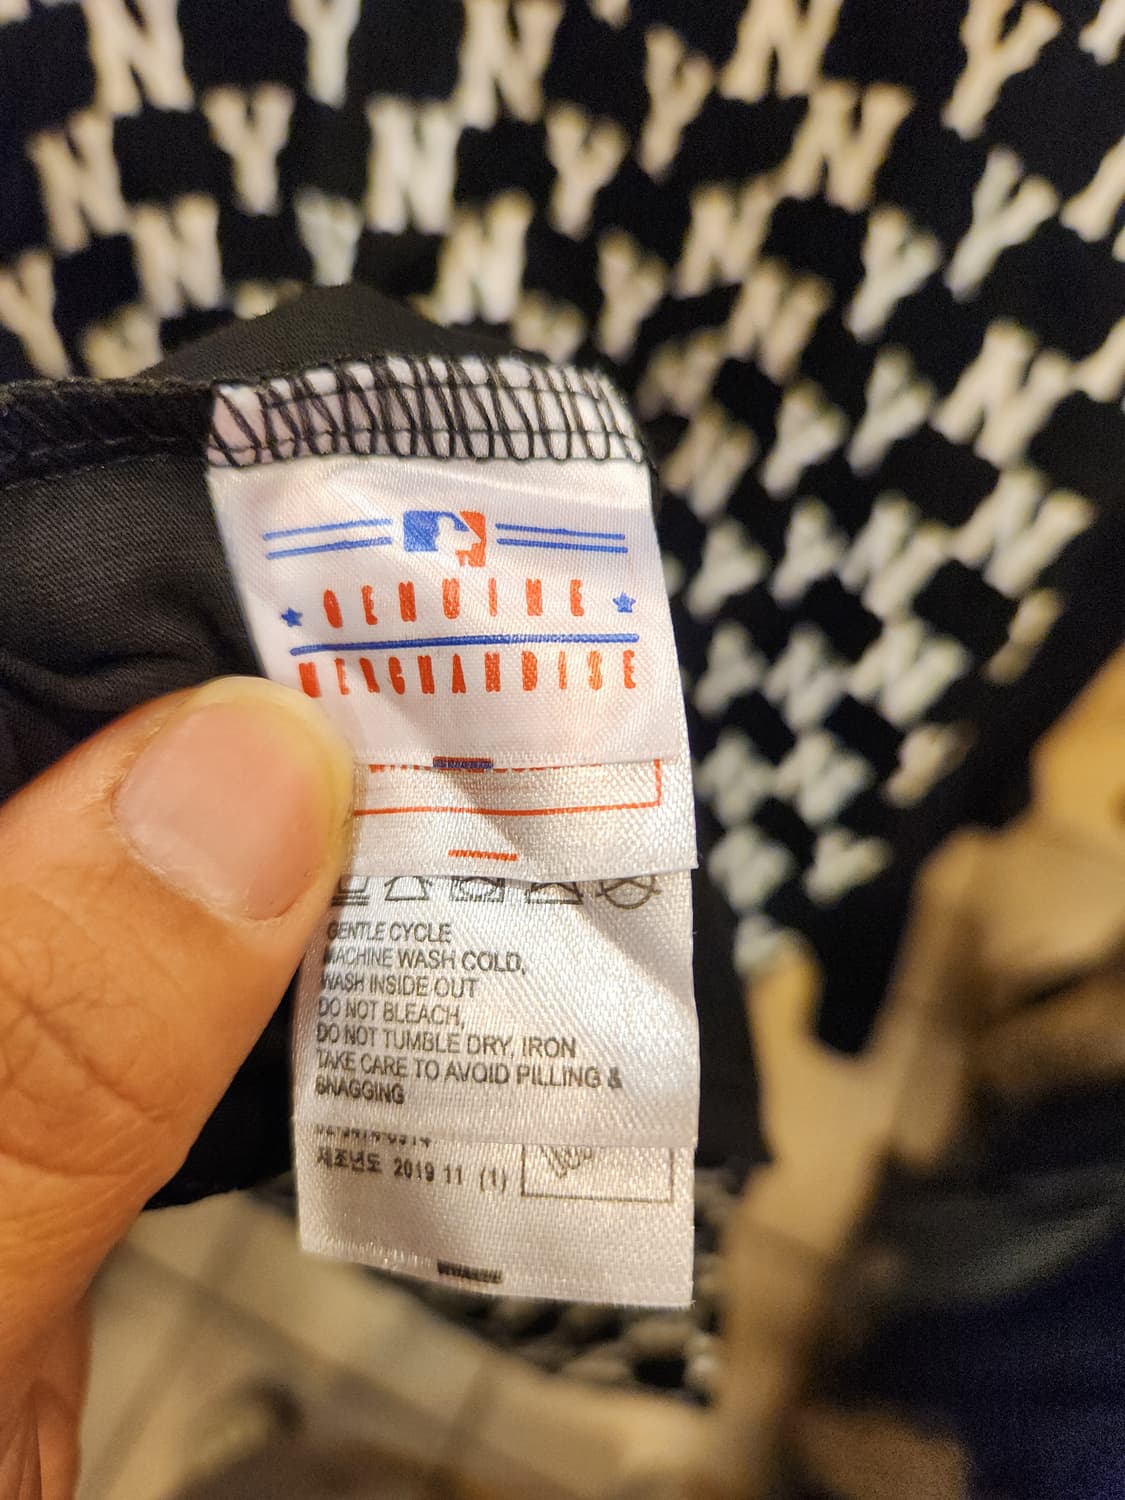 GENUINE
MERCHANDISE
GENTLE CYCLE
MACHINE WASH COLD,
WASH INSIDE OUT
DO NOT BLEACH,
DO NOT TUMBLE DRY, IRON
TAKE CARE TO AVOID PILLING &
SNAGGING
제조년도 2019 11 (1)